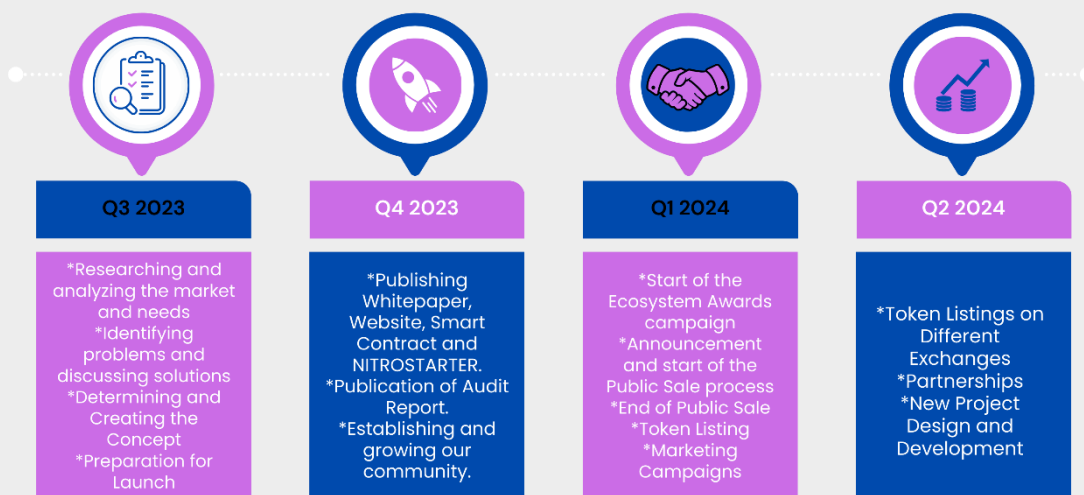 Q3 2023
*Researching and
analyzing the market
and needs
*Identifying
problems and
discussing solutions
*Determining and
Creating the
Concept
*Preparation for
Launch
Q4 2023
*Publishing
Whitepaper,
Website, Smart
Contract and
NITROSTARTER.
*Publication of Audit
Report.
*Establishing and
growing our
community.
Q1 2024
*Start of the
Ecosystem Awards
campaign
*Announcement
and start of the
Public Sale process
*End of Public Sale
*Token Listing
*Marketing
Campaigns
Q2 2024
*Token Listings on
Different
Exchanges
*Partnerships
*New Project
Design and
Development